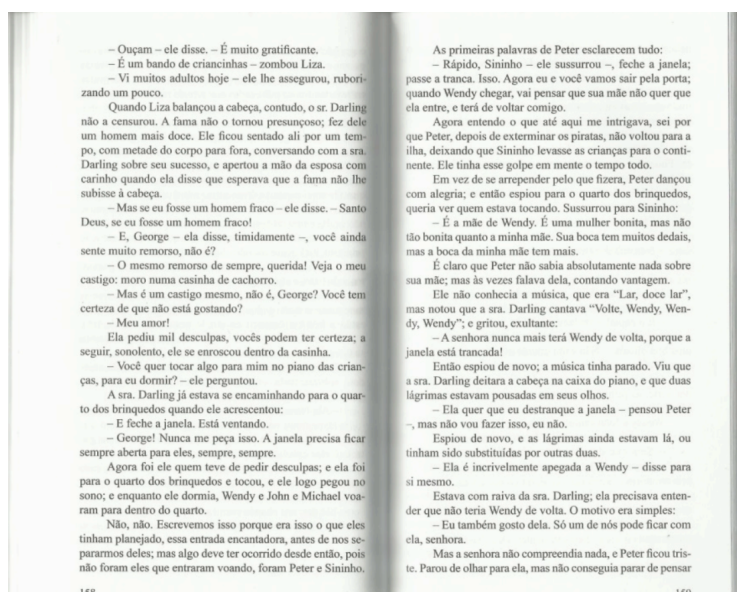 – Ouçam – ele disse. – É muito gratificante.
– É um bando de criancinhas – zombou Liza.
– Vi muitos adultos hoje – ele lhe assegurou, rubori-
zando um pouco.
Quando Liza balançou a cabeça, contudo, o sr. Darling
não a censurou. A fama não o tornou presunçoso; fez dele
um homem mais doce. Ele ficou sentado ali por um tem-
po, com metade do corpo para fora, conversando com a sra.
Darling sobre seu sucesso, e apertou a mão da esposa com
carinho quando ela disse que esperava que a fama não lhe
subisse à cabeça.
– Mas se eu fosse um homem fraco – ele disse. – Santo
Deus, se eu fosse um homem fraco!
– E, George – ela disse, timidamente –, você ainda
sente muito remorso, não é?
– O mesmo remorso de sempre, querida! Veja o meu
castigo: moro numa casinha de cachorro.
– Mas é um castigo mesmo, não é, George? Você tem
certeza de que não está gostando?
– Meu amor!
Ela pediu mil desculpas, vocês podem ter certeza; a
seguir, sonolento, ele se enroscou dentro da casinha.
– Você quer tocar algo para mim no piano das crian-
ças, para eu dormir? – ele perguntou.
A sra. Darling já estava se encaminhando para o quar-
to dos brinquedos quando ele acrescentou:
– E feche a janela. Está ventando.
– George! Nunca me peça isso. A janela precisa ficar
sempre aberta para eles, sempre, sempre.
Agora foi ele quem teve de pedir desculpas; e ela foi
para o quarto dos brinquedos e tocou, e ele logo pegou no
sono; e enquanto ele dormia, Wendy e John e Michael voa-
ram para dentro do quarto.
Não, não. Escrevemos isso porque era isso o que eles
tinham planejado, essa entrada encantadora, antes de nos se-
pararmos deles; mas algo deve ter ocorrido desde então, pois
não foram eles que entraram voando, foram Peter e Sininho.
As primeiras palavras de Peter esclarecem tudo:
– Rápido, Sininho – ele sussurrou –, feche a janela;
passe a tranca. Isso. Agora eu e você vamos sair pela porta;
quando Wendy chegar, vai pensar que sua mãe não quer que
ela entre, e terá de voltar comigo.
Agora entendo o que até aqui me intrigava, sei por
que Peter, depois de exterminar os piratas, não voltou para a
ilha, deixando que Sininho levasse as crianças para o conti-
nente. Ele tinha esse golpe em mente o tempo todo.
Em vez de se arrepender pelo que fizera, Peter dançou
com alegria; e então espiou para o quarto dos brinquedos,
queria ver quem estava tocando. Sussurrou para Sininho:
– É a mãe de Wendy. É uma mulher bonita, mas não
tão bonita quanto a minha mãe. Sua boca tem muitos dedais,
mas a boca da minha mãe tem mais.
É claro que Peter não sabia absolutamente nada sobre
sua mãe; mas às vezes falava dela, contando vantagem.
Ele não conhecia a música, que era “Lar, doce lar”,
mas notou que a sra. Darling cantava “Volte, Wendy, Wen-
dy, Wendy”; e gritou, exultante:
– A senhora nunca mais terá Wendy de volta, porque a
janela está trancada!
Então espiou de novo; a música tinha parado. Viu que
a sra. Darling deitara a cabeça na caixa do piano, e que duas
lágrimas estavam pousadas em seus olhos.
– Ela quer que eu destranque a janela – pensou Peter
–, mas não vou fazer isso, eu não.
Espiou de novo, e as lágrimas ainda estavam lá, ou
tinham sido substituídas por outras duas.
– Ela é incrivelmente apegada a Wendy – disse para
si mesmo.
Estava com raiva da sra. Darling; ela precisava enten-
der que não teria Wendy de volta. O motivo era simples:
– Eu também gosto dela. Só um de nós pode ficar com
ela, senhora.
Mas a senhora não compreendia nada, e Peter ficou tris-
te. Parou de olhar para ela, mas não conseguia parar de pensar